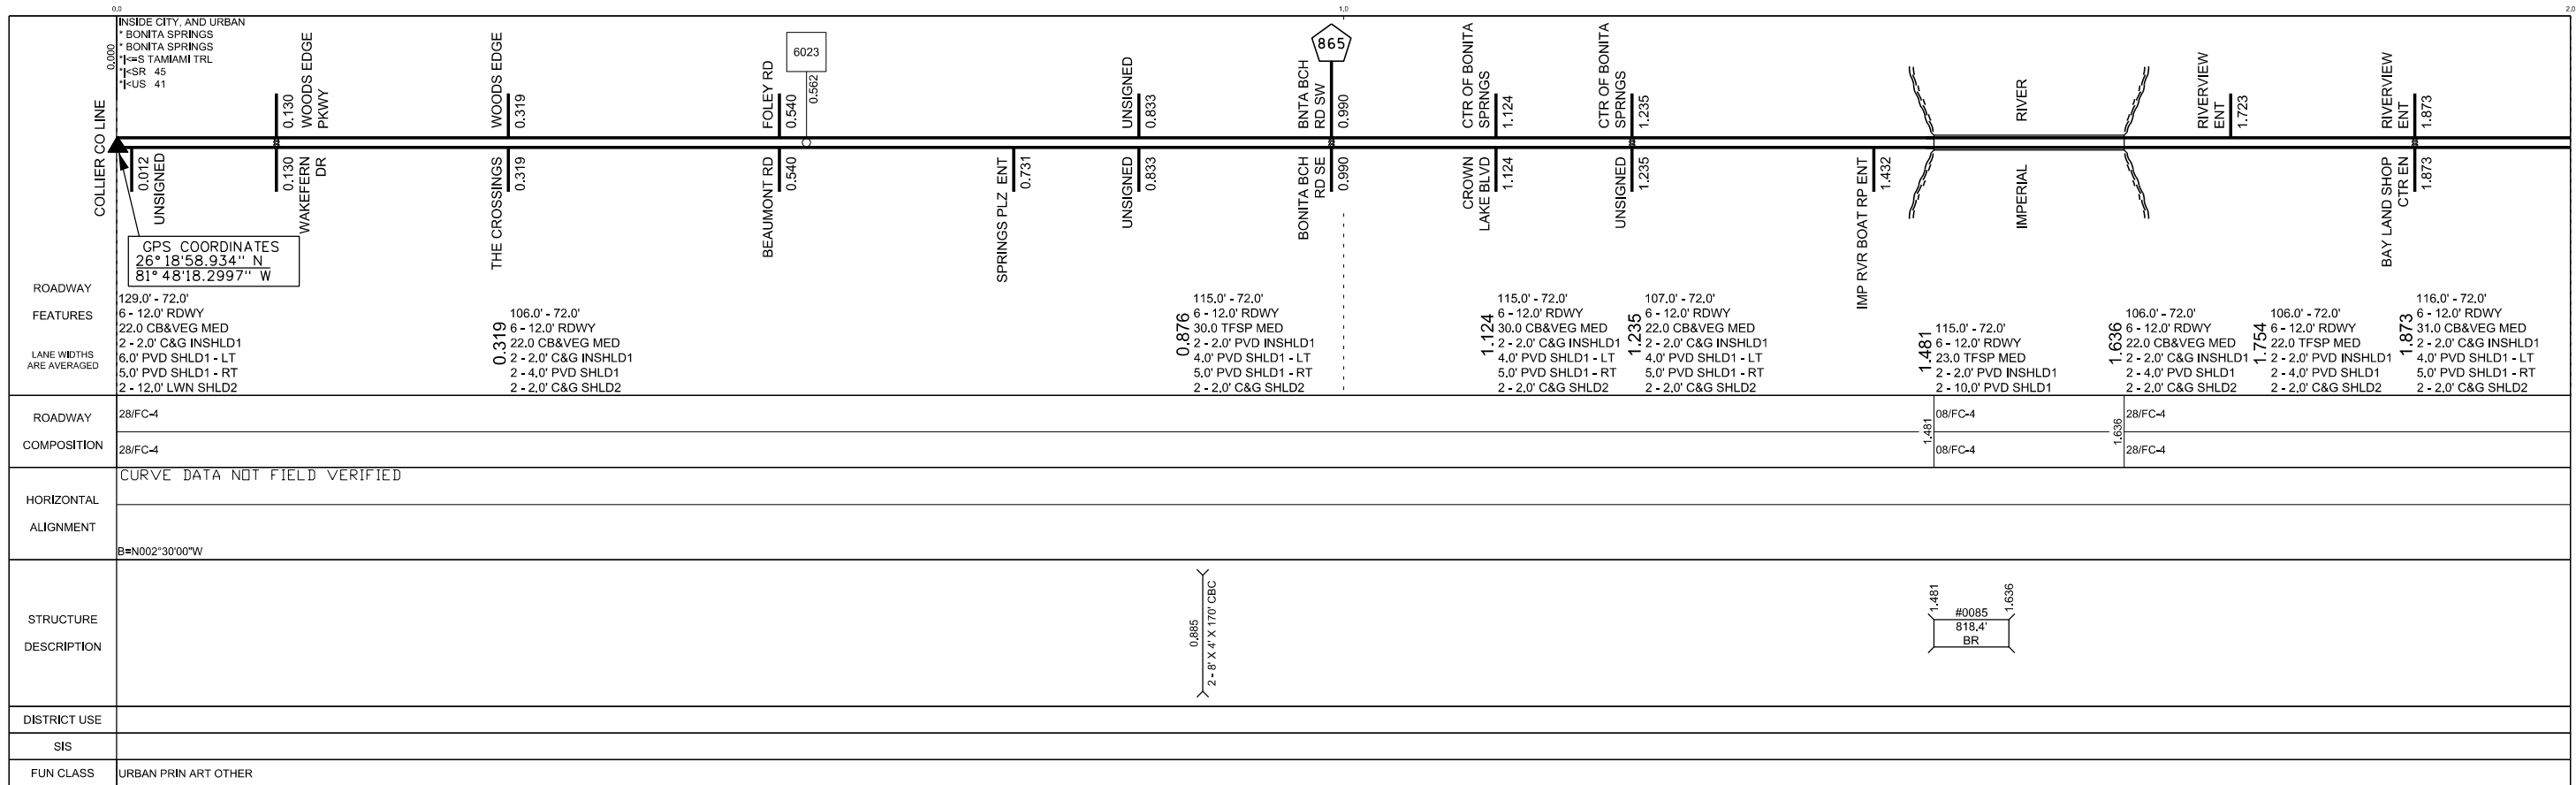 0.0
1.0
2.0
0.000
INSIDE CITY, AND URBAN
* BONITA SPRINGS
* BONITA SPRINGS
*|<=S TAMIAMI TRL
*|<SR 45
*|<US 41
COLLIER CO LINE
0.012
UNSIGNED
0.130
WOODS EDGE
PKWY
0.130
WAKEFERN
DR
WOODS EDGE
0.319
THE CROSSINGS
0.319
FOLEY RD
0.540
BEAUMONT RD
0.540
6023
0.562
SPRINGS PLZ ENT
0.731
UNSIGNED
0.833
UNSIGNED
0.833
865
BNTA BCH
RD SW
0.990
BONITA BCH
RD SE
0.990
CTR OF BONITA
SPRNGS
1.124
CROWN
LAKE BLVD
1.124
CTR OF BONITA
SPRNGS
1.235
UNSIGNED
1.235
IMP RVR BOAT RP ENT
1.432
RIVER
IMPERIAL
RIVERVIEW
ENT
1.723
RIVERVIEW
ENT
1.873
BAY LAND SHOP
CTR EN
1.873
GPS COORDINATES
26° 18'58.934" N
81° 48'18.2997" W
ROADWAY
FEATURES
LANE WIDTHS
ARE AVERAGED
129.0' - 72.0'
6 - 12.0' RDWY
22.0 CB&VEG MED
2 - 2.0' C&G INSHLD1
6.0' PVD SHLD1 - LT
5.0' PVD SHLD1 - RT
2 - 12.0' LWN SHLD2
0.319
106.0' - 72.0'
6 - 12.0' RDWY
22.0 CB&VEG MED
2 - 2.0' C&G INSHLD1
2 - 4.0' PVD SHLD1
2 - 2.0' C&G SHLD2
0.876
115.0' - 72.0'
6 - 12.0' RDWY
30.0 TFSP MED
2 - 2.0' PVD INSHLD1
4.0' PVD SHLD1 - LT
5.0' PVD SHLD1 - RT
2 - 2.0' C&G SHLD2
1.124
115.0' - 72.0'
6 - 12.0' RDWY
30.0 CB&VEG MED
2 - 2.0' C&G INSHLD1
4.0' PVD SHLD1 - LT
5.0' PVD SHLD1 - RT
2 - 2.0' C&G SHLD2
1.235
107.0' - 72.0'
6 - 12.0' RDWY
22.0 CB&VEG MED
2 - 2.0' C&G INSHLD1
4.0' PVD SHLD1 - LT
5.0' PVD SHLD1 - RT
2 - 2.0' C&G SHLD2
1.481
115.0' - 72.0'
6 - 12.0' RDWY
23.0 TFSP MED
2 - 2.0' PVD INSHLD1
2 - 10.0' PVD SHLD1
1.636
106.0' - 72.0'
6 - 12.0' RDWY
22.0 CB&VEG MED
2 - 2.0' C&G INSHLD1
2 - 4.0' PVD SHLD1
2 - 2.0' C&G SHLD2
1.754
106.0' - 72.0'
6 - 12.0' RDWY
22.0 TFSP MED
2 - 2.0' PVD INSHLD1
2 - 4.0' PVD SHLD1
2 - 2.0' C&G SHLD2
1.873
116.0' - 72.0'
6 - 12.0' RDWY
31.0 CB&VEG MED
2 - 2.0' C&G INSHLD1
4.0' PVD SHLD1 - LT
5.0' PVD SHLD1 - RT
2 - 2.0' C&G SHLD2
ROADWAY
COMPOSITION
28/FC-4
28/FC-4
1.481
08/FC-4
08/FC-4
1.636
28/FC-4
28/FC-4
HORIZONTAL
ALIGNMENT
CURVE DATA NOT FIELD VERIFIED
B=N002°30'00"W
STRUCTURE
DESCRIPTION
0.885
2 - 8' X 4' X 170' CBC
1.481
#0085
818.4'
BR
1.636
DISTRICT USE
SIS
FUN CLASS
URBAN PRIN ART OTHER